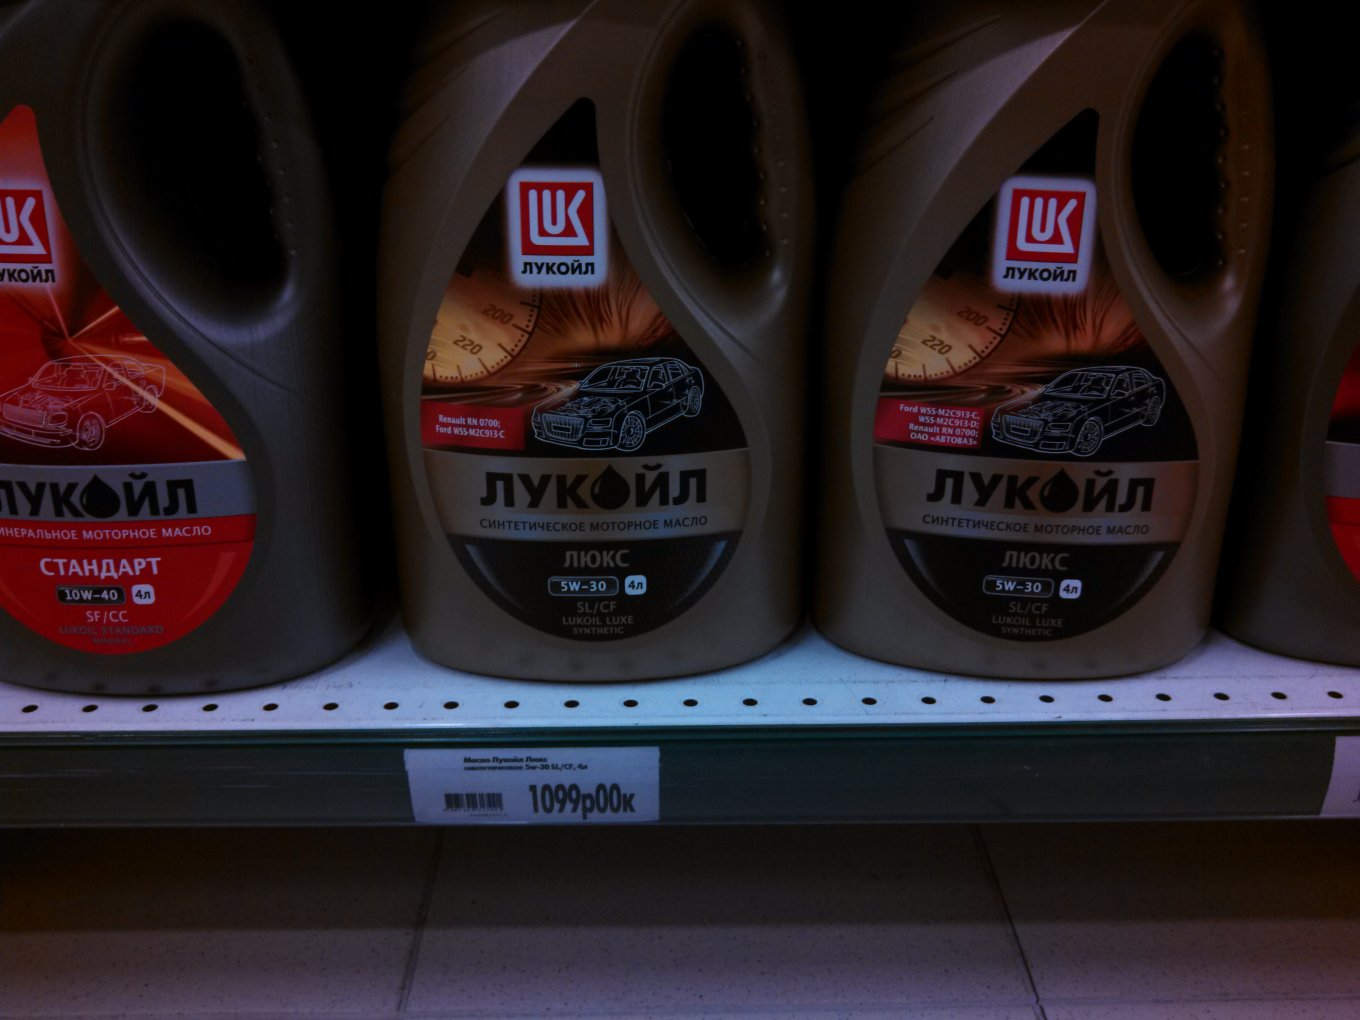 УКОЙЛ
ЛУКОЙЛ
МИНЕРАЛЬНОЕ МОТОРНОЕ МАСЛО
СТАНДАРТ
10W-40 4л
SF/CC
LUKOIL STANDARD
MINERAL
LUK
ЛУКОЙЛ
200
220
Renault RN 0700;
Ford WSS-M2C913-C
ЛУКОЙЛ
СИНТЕТИЧЕСКОЕ МОТОРНОЕ МАСЛО
ЛЮКС
5W-30 4л
SL/CF
LUKOIL LUXE
SYNTHETIC
LUK
ЛУКОЙЛ
200
220
Ford WSS-M2C913-C,
WSS-M2C913-D;
Renault RN 0700;
ОАО «АВТОВАЗ»
ЛУКОЙЛ
СИНТЕТИЧЕСКОЕ МОТОРНОЕ МАСЛО
ЛЮКС
5W-30 4л
SL/CF
LUKOIL LUXE
SYNTHETIC
Масло Лукойл Люкс
синтетическое 5w-30 SL/CF, 4л
1099р00к